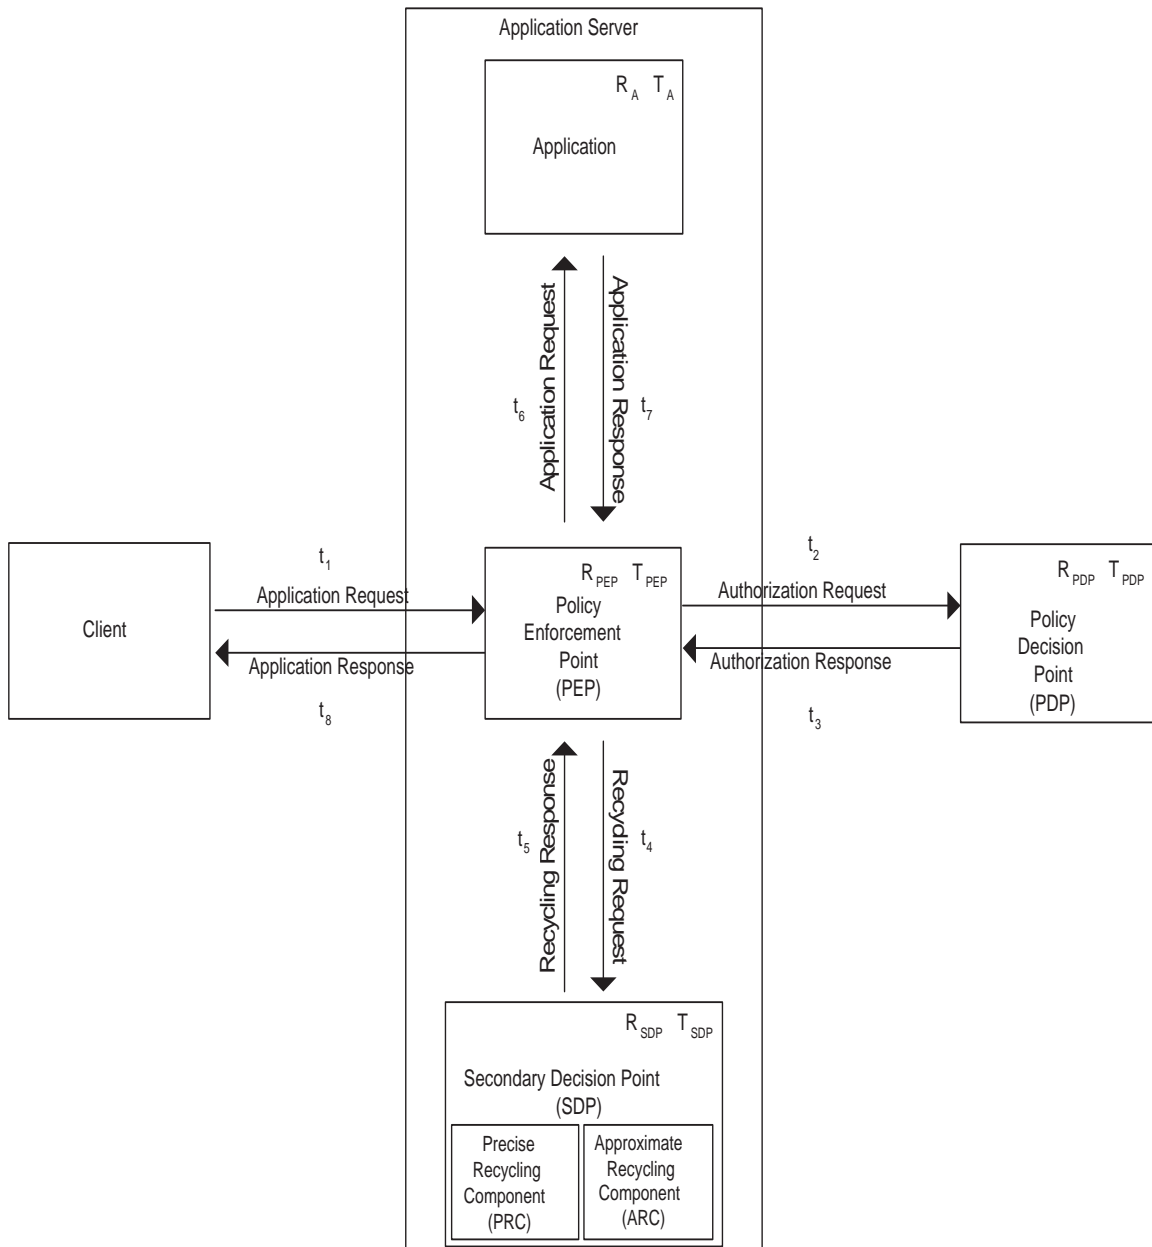 Application Server
R_A T_A
Application
Application Request
Application Response
t_6
t_7
t_1
Application Request
Client
Application Response
t_8
R_PEP T_PEP
Policy
Enforcement
Point
(PEP)
t_2
Authorization Request
Authorization Response
t_3
R_PDP T_PDP
Policy
Decision
Point
(PDP)
Recycling Response
Recycling Request
t_5
t_4
R_SDP T_SDP
Secondary Decision Point
(SDP)
Precise
Recycling
Component
(PRC)
Approximate
Recycling
Component
(ARC)